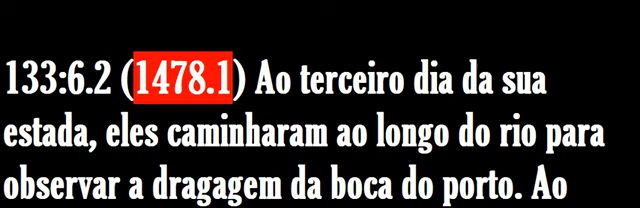 133:6.2 (1478.1) Ao terceiro dia da sua
estada, eles caminharam ao longo do rio para
observar a dragagem da boca do porto. Ao